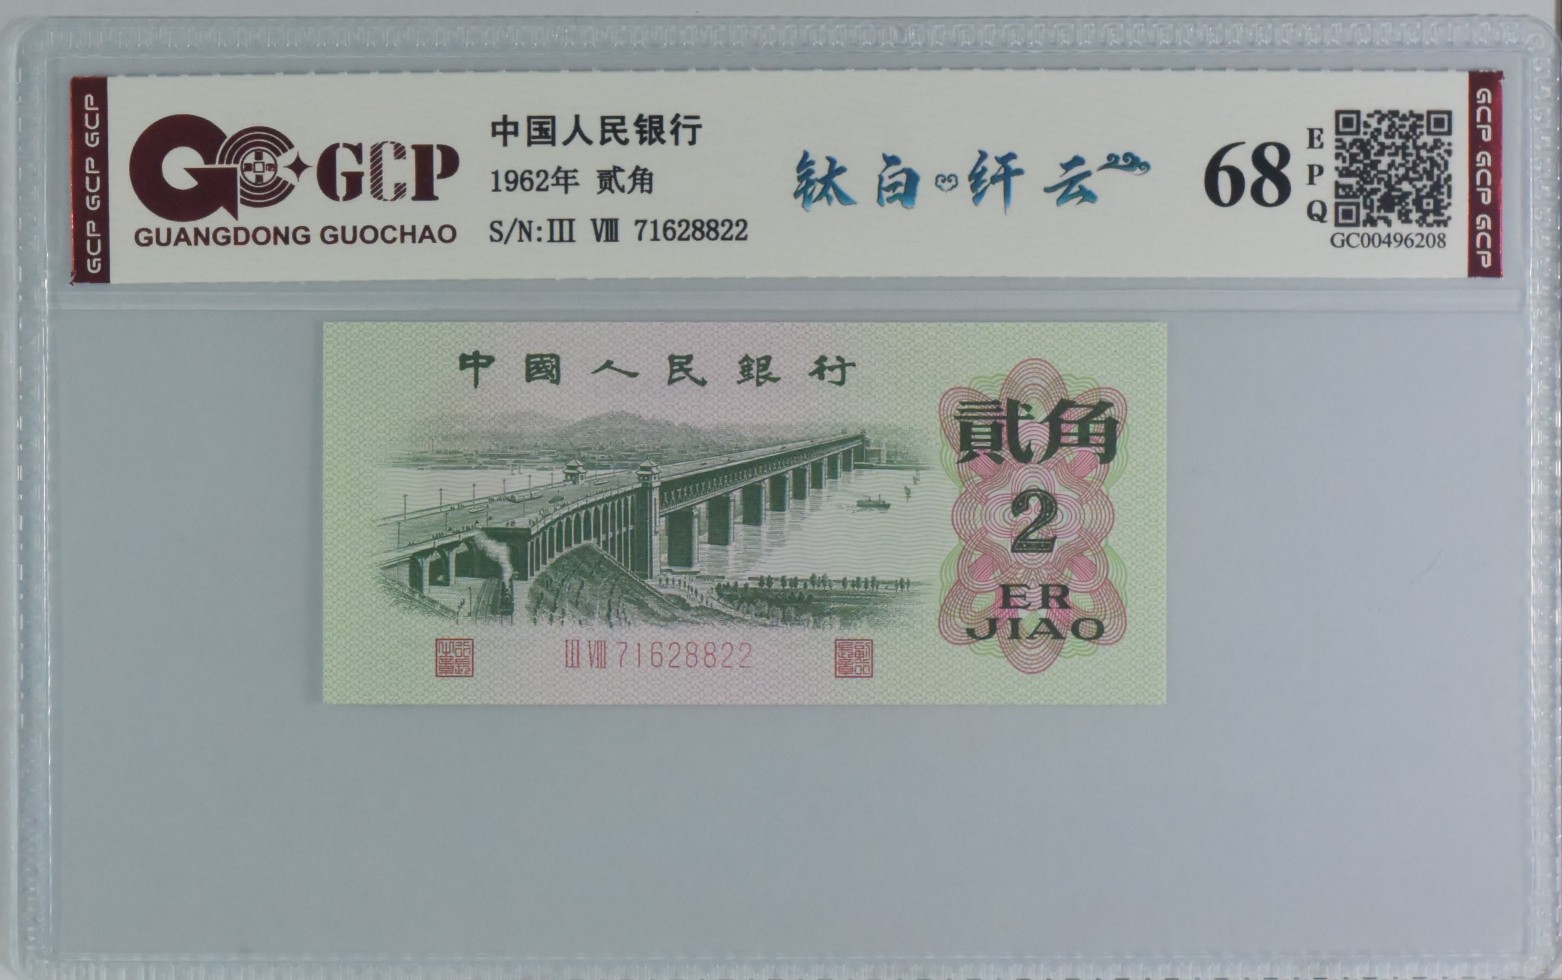 GCP GCP GCP
GCP
GUANGDONG GUOCHAO
中国人民银行
1962年 贰角
S/N:III VIII 71628822
钛白纤云
68
EPQ
GC00496208
GCP GCP GCP
中國人民銀行
貳角
2
ER
JIAO
III VIII 71628822